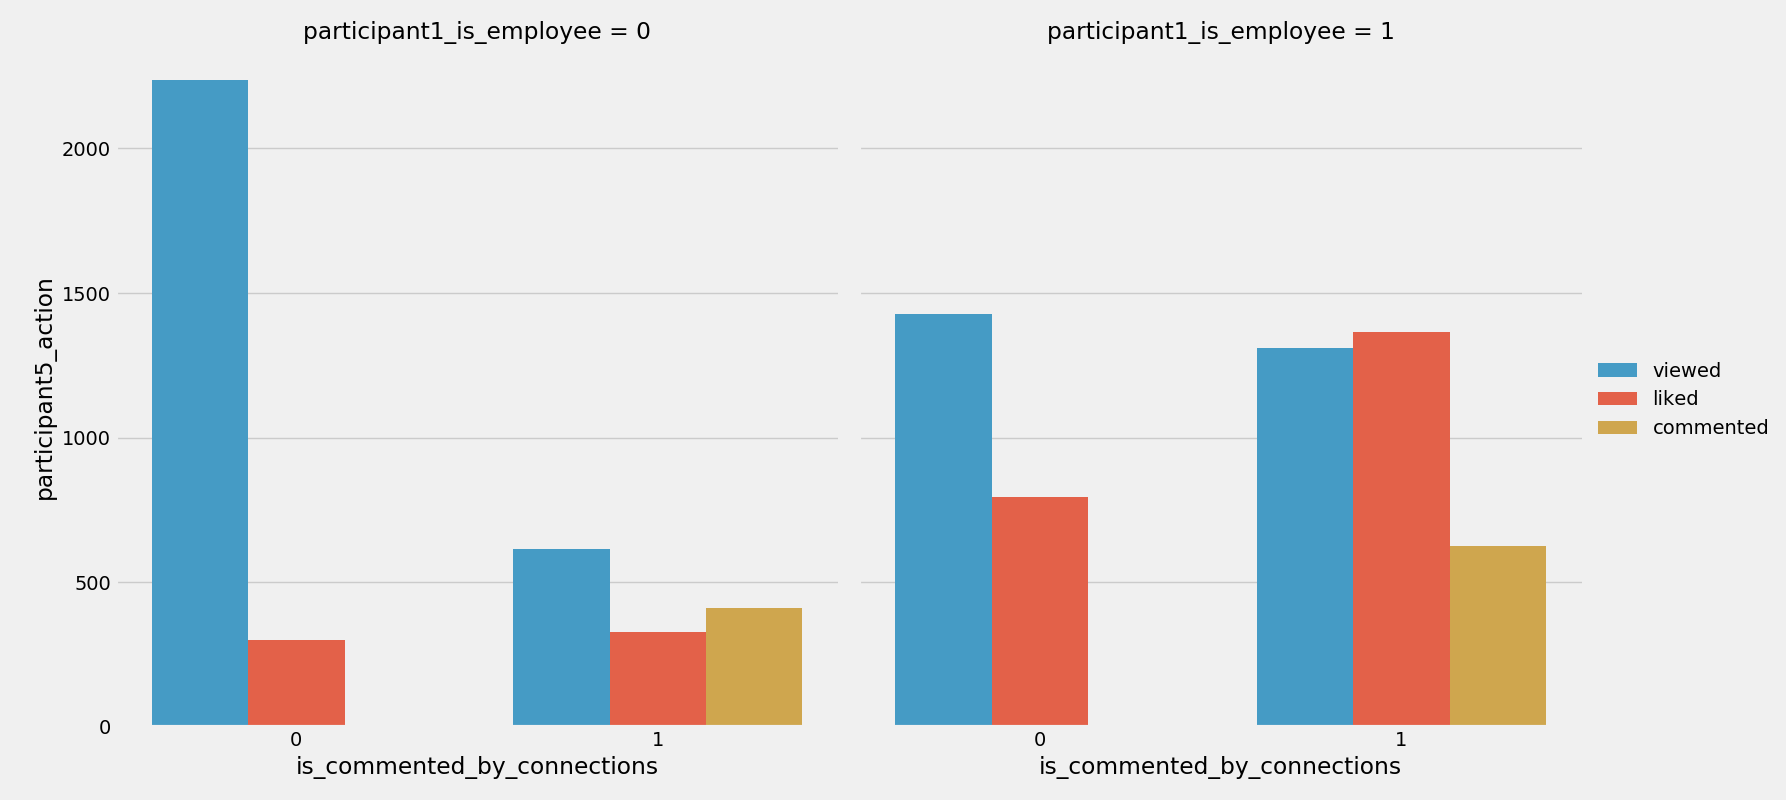 participant1_is_employee = 0
participant1_is_employee = 1
participant5_action
2000
1500
1000
500
0
0
1
is_commented_by_connections
0
1
is_commented_by_connections
viewed
liked
commented